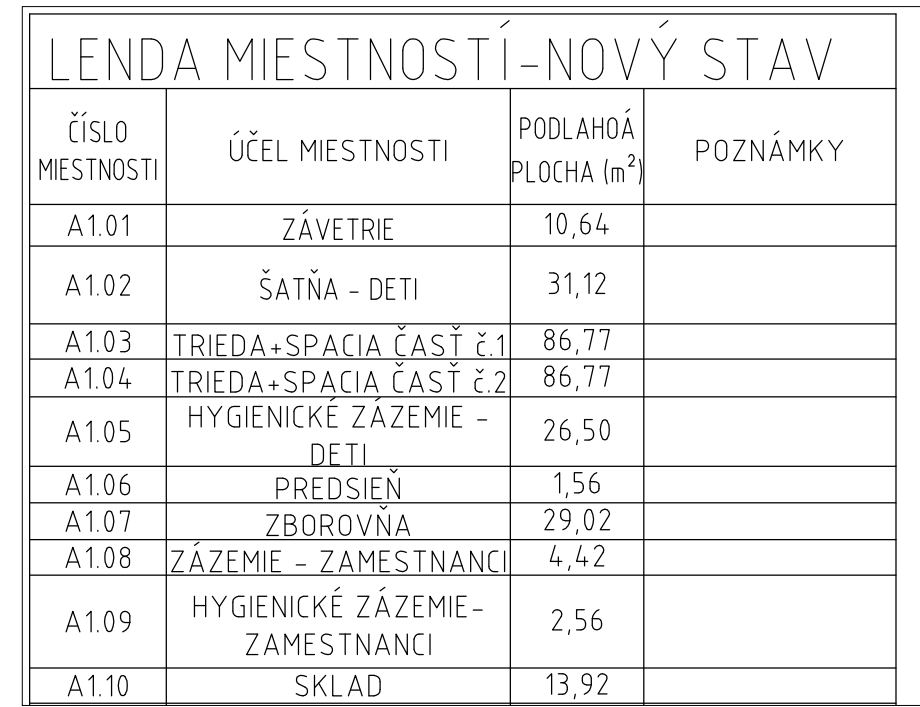 LENDA MIESTNOSTÍ-NOVÝ STAV
ČÍSLO MIESTNOSTI ÚČEL MIESTNOSTI PODLAHOÁ PLOCHA (m²) POZNÁMKY
A1.01 ZÁVETRIE 10,64
A1.02 ŠATŇA - DETI 31,12
A1.03 TRIEDA+SPACIA ČASŤ č.1 86,77
A1.04 TRIEDA+SPACIA ČASŤ č.2 86,77
A1.05 HYGIENICKÉ ZÁZEMIE - DETI 26,50
A1.06 PREDSIEŇ 1,56
A1.07 ZBOROVŇA 29,02
A1.08 ZÁZEMIE - ZAMESTNANCI 4,42
A1.09 HYGIENICKÉ ZÁZEMIE- ZAMESTNANCI 2,56
A1.10 SKLAD 13,92